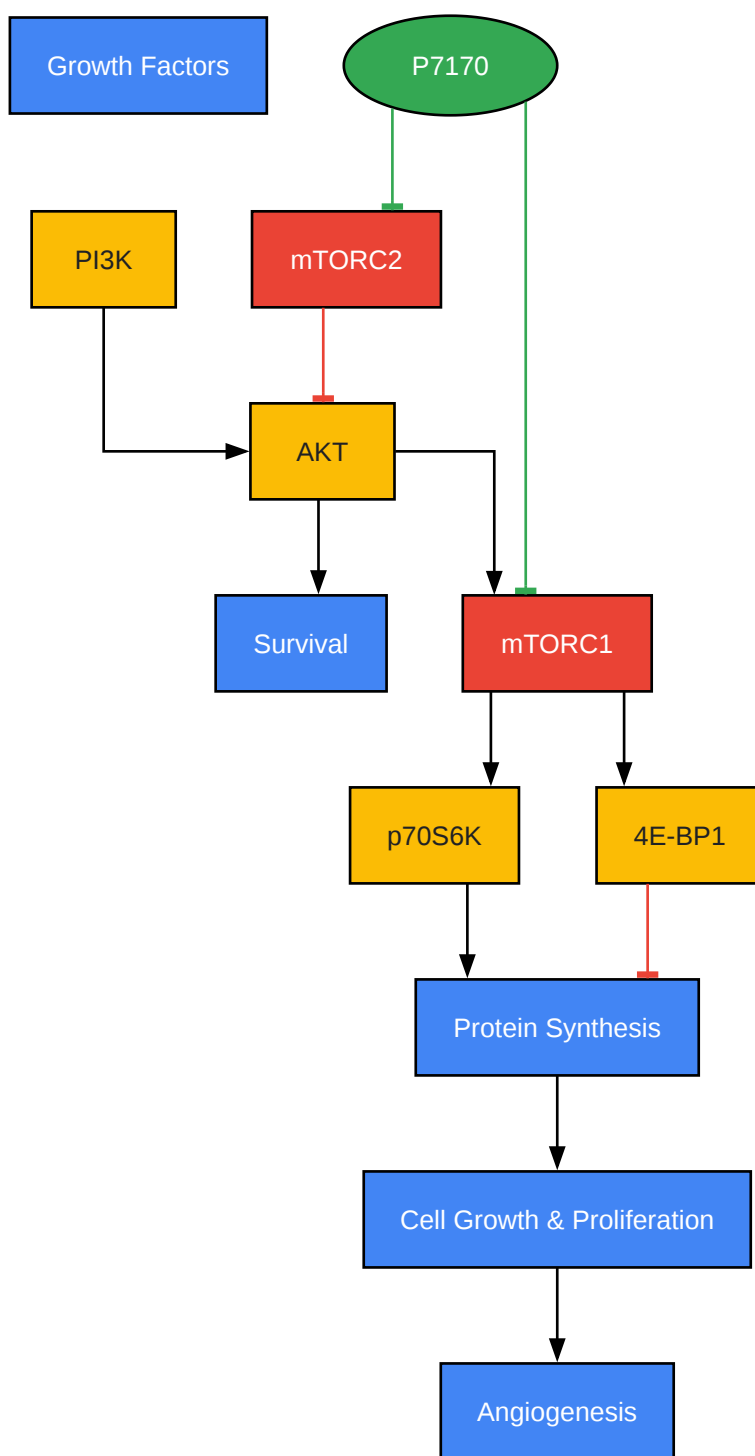 Growth Factors
P7170
PI3K
mTORC2
AKT
Survival
mTORC1
p70S6K
4E-BP1
Protein Synthesis
Cell Growth & Proliferation
Angiogenesis